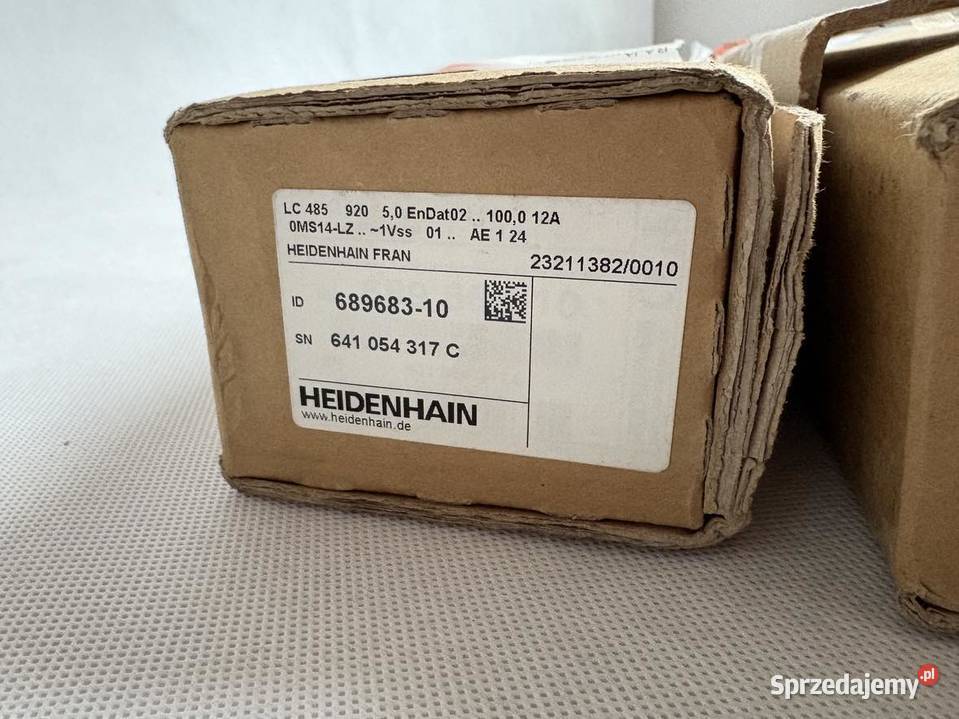 LC 485 920 5,0 EnDat02 .. 100,0 12A
0MS14-LZ .. ~1Vss 01 .. AE 1 24
HEIDENHAIN FRAN
23211382/0010
ID 689683-10
SN 641 054 317 C
HEIDENHAIN
www.heidenhain.de
Sprzedajemy.pl